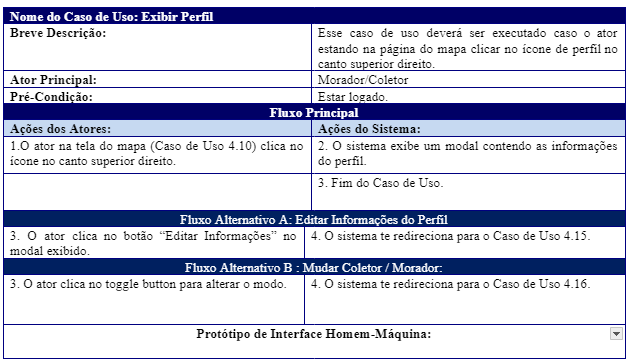 Nome do Caso de Uso: Exibir Perfil
Breve Descrição:
Esse caso de uso deverá ser executado caso o ator
estando na página do mapa clicar no ícone de perfil no
canto superior direito.
Ator Principal:
Morador/Coletor
Pré-Condição:
Estar logado.
Fluxo Principal
Ações dos Atores:
Ações do Sistema:
1.O ator na tela do mapa (Caso de Uso 4.10) clica no
ícone no canto superior direito.
2. O sistema exibe um modal contendo as informações
do perfil.
3. Fim do Caso de Uso.
Fluxo Alternativo A: Editar Informações do Perfil
3. O ator clica no botão “Editar Informações” no
modal exibido.
4. O sistema te redireciona para o Caso de Uso 4.15.
Fluxo Alternativo B : Mudar Coletor / Morador:
3. O ator clica no toggle button para alterar o modo.
4. O sistema te redireciona para o Caso de Uso 4.16.
Protótipo de Interface Homem-Máquina: